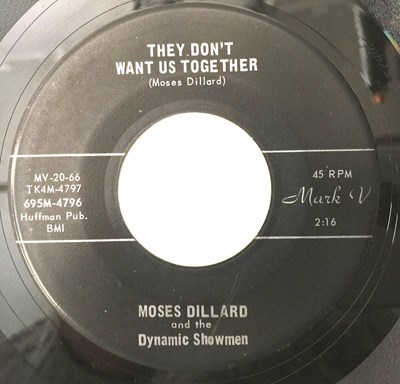 THEY DON'T
WANT US TOGETHER
(Moses Dillard)
MV-20-66
TK4M-4797
695M-4796
Huffman Pub.
BMI
45 RPM
Mark V
2:16
MOSES DILLARD
and the
Dynamic Showmen